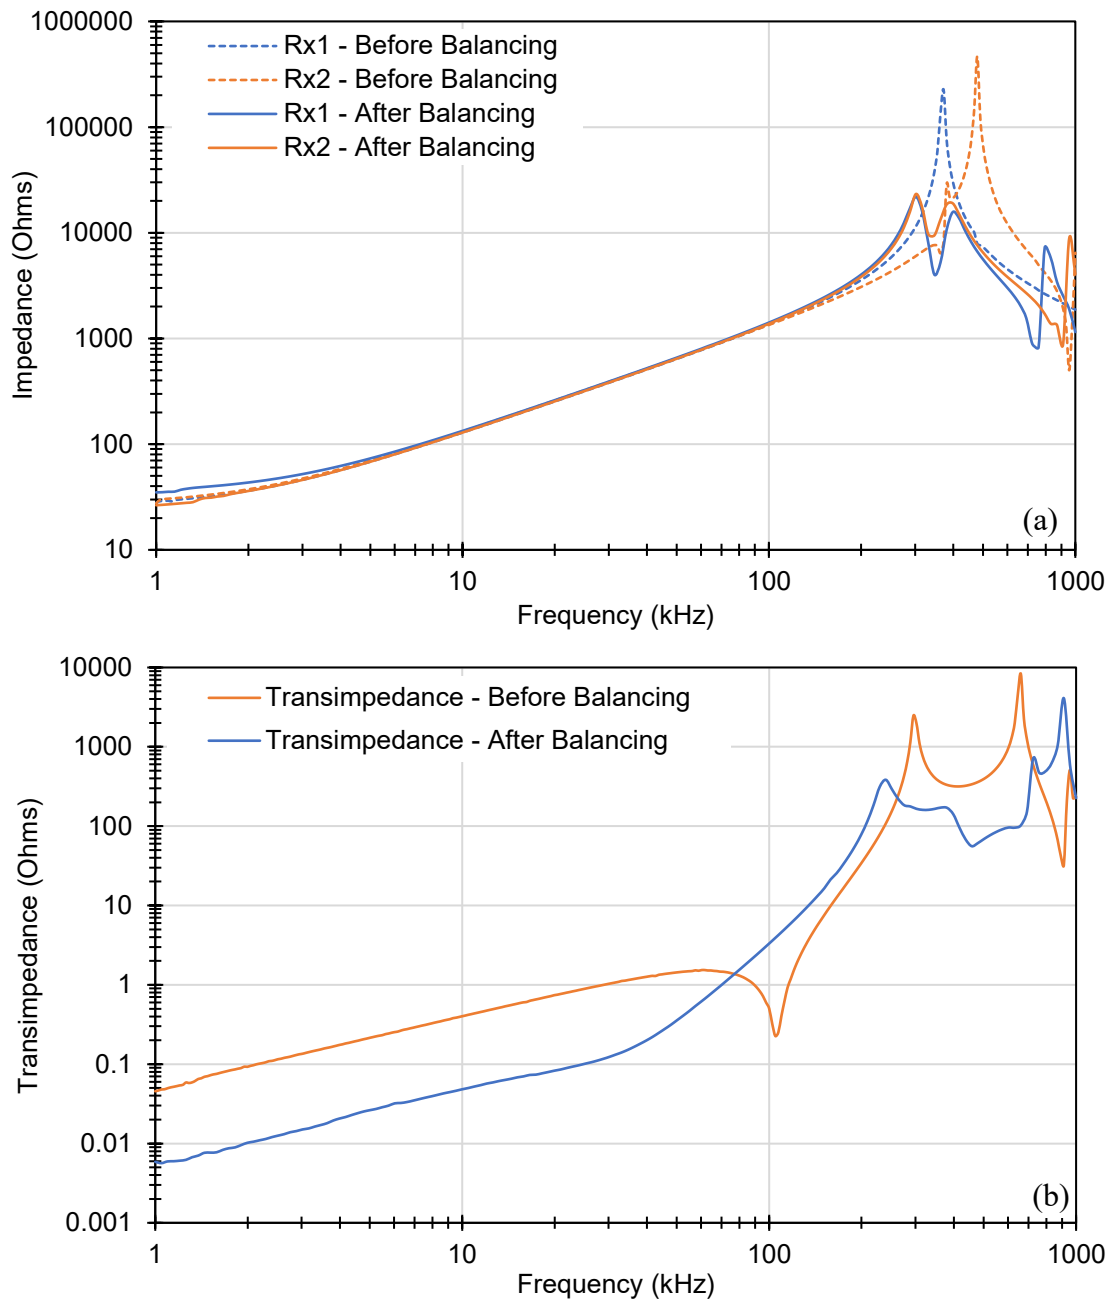 1000000
100000
10000
1000
100
10
Impedance (Ohms)
Rx1 - Before Balancing
Rx2 - Before Balancing
Rx1 - After Balancing
Rx2 - After Balancing
(a)
1 10 100 1000
Frequency (kHz)
10000
1000
100
10
1
0.1
0.01
0.001
Transimpedance (Ohms)
Transimpedance - Before Balancing
Transimpedance - After Balancing
(b)
1 10 100 1000
Frequency (kHz)